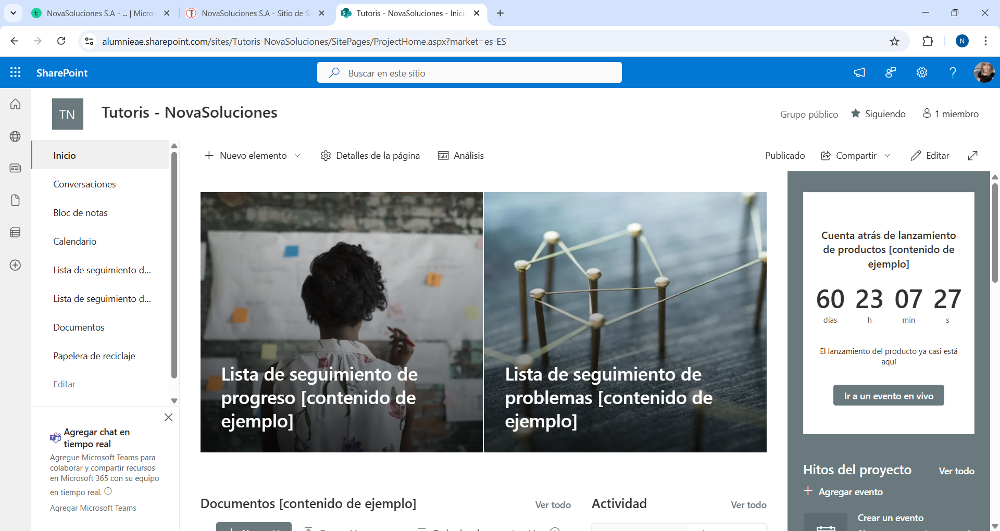 NovaSoluciones S.A - ... | Micros
NovaSoluciones S.A - Sitio de S
Tutoris - NovaSoluciones - Inici
alumnieae.sharepoint.com/sites/Tutoris-NovaSoluciones/SitePages/ProjectHome.aspx?market=es-ES
N
SharePoint
Buscar en este sitio
TN
Tutoris - NovaSoluciones
Grupo público
Siguiendo
1 miembro
Inicio
Conversaciones
Bloc de notas
Calendario
Lista de seguimiento d...
Lista de seguimiento d...
Documentos
Papelera de reciclaje
Editar
Agregar chat en
tiempo real
Agregue Microsoft Teams para
colaborar y compartir recursos
en Microsoft 365 con su equipo
en tiempo real.
Agregar Microsoft Teams
Nuevo elemento
Detalles de la página
Análisis
Publicado
Compartir
Editar
Lista de seguimiento de
progreso [contenido de
ejemplo]
Lista de seguimiento de
problemas [contenido de
ejemplo]
Documentos [contenido de ejemplo]
Ver todo
Actividad
Ver todo
Cuenta atrás de lanzamiento
de productos [contenido de
ejemplo]
60 23 07 27
días h min s
El lanzamiento del producto ya casi está
aquí
Ir a un evento en vivo
Hitos del proyecto
Ver todo
Agregar evento
Crear un evento